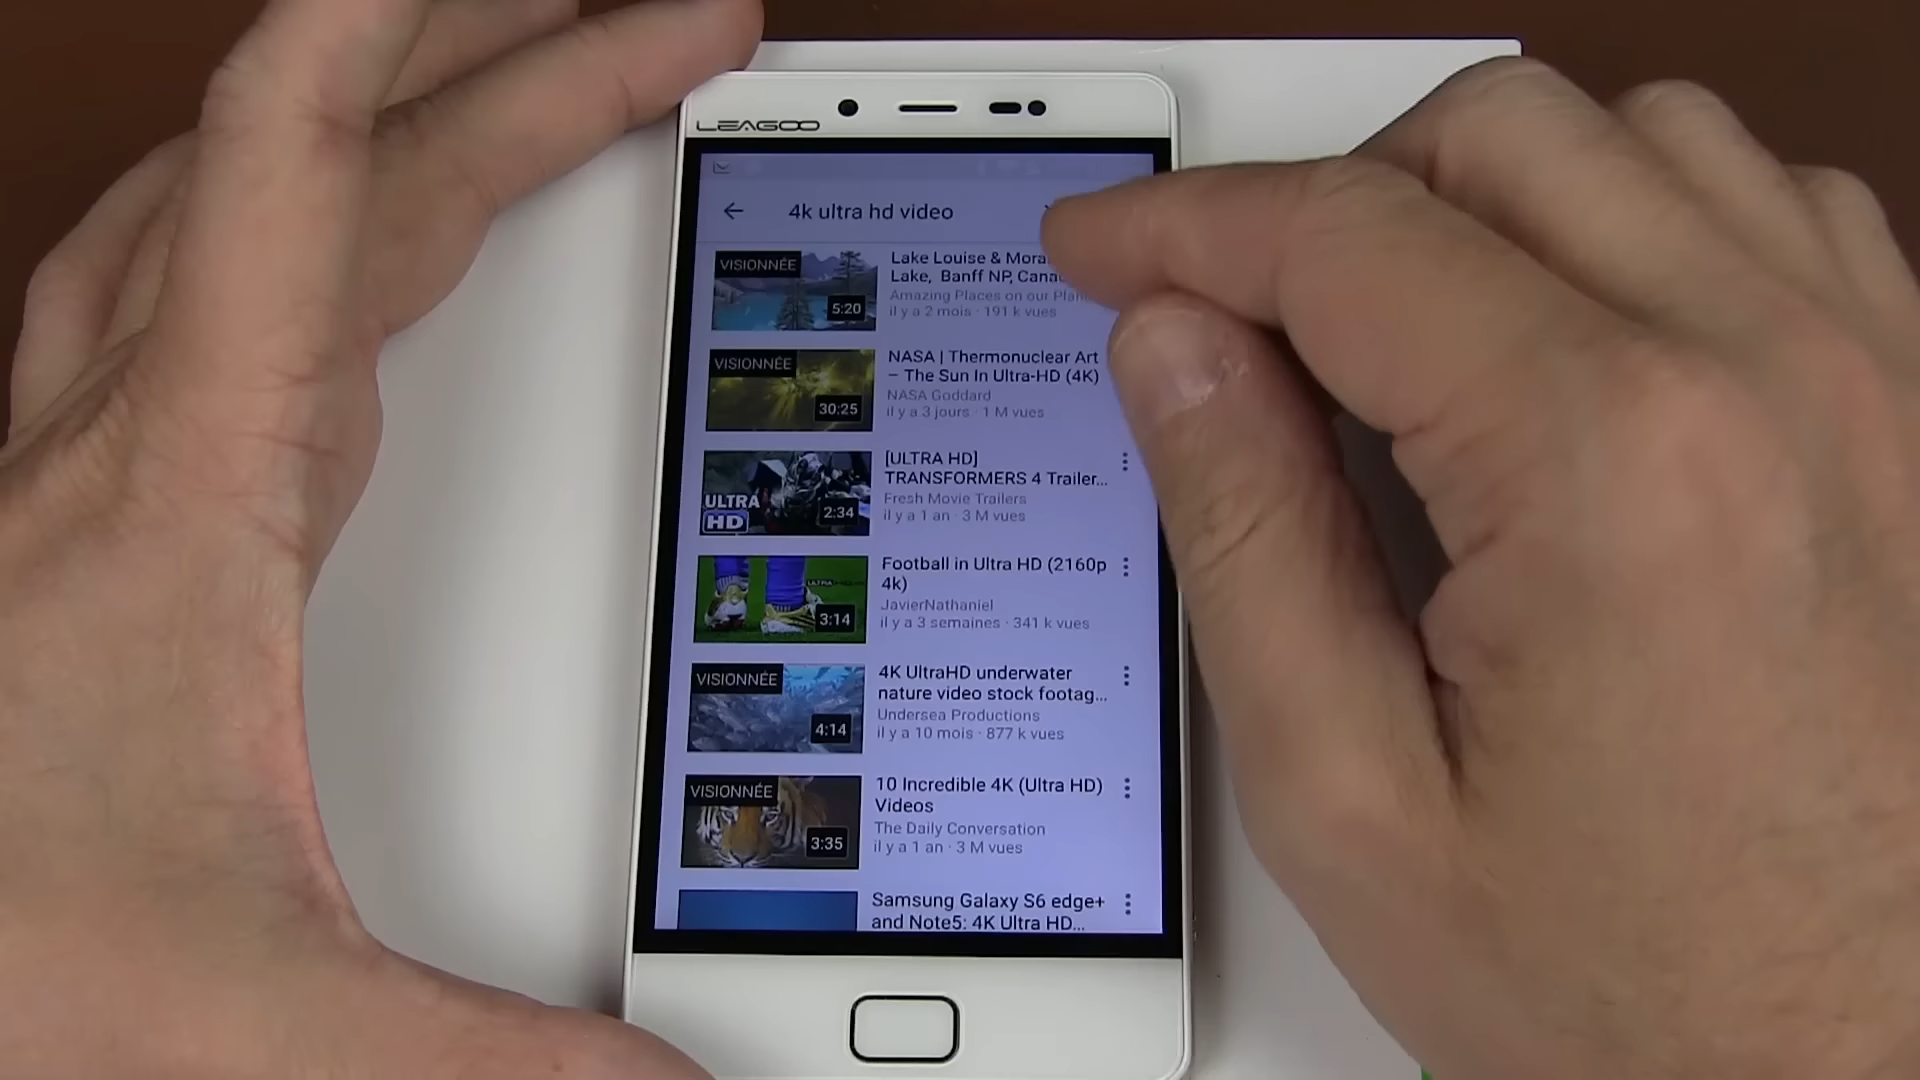 LEAGOO
4k ultra hd video
VISIONNÉE
5:20
Lake Louise & Mora
Lake, Banff NP, Cana
Amazing Places on our Plan
il y a 2 mois · 191 k vues
VISIONNÉE
30:25
NASA | Thermonuclear Art
– The Sun In Ultra-HD (4K)
NASA Goddard
il y a 3 jours · 1 M vues
ULTRA
HD
2:34
[ULTRA HD]
TRANSFORMERS 4 Trailer...
Fresh Movie Trailers
il y a 1 an · 3 M vues
3:14
Football in Ultra HD (2160p
4k)
JavierNathaniel
il y a 3 semaines · 341 k vues
VISIONNÉE
4:14
4K UltraHD underwater
nature video stock footag...
Undersea Productions
il y a 10 mois · 877 k vues
VISIONNÉE
3:35
10 Incredible 4K (Ultra HD)
Videos
The Daily Conversation
il y a 1 an · 3 M vues
Samsung Galaxy S6 edge+
and Note5: 4K Ultra HD...